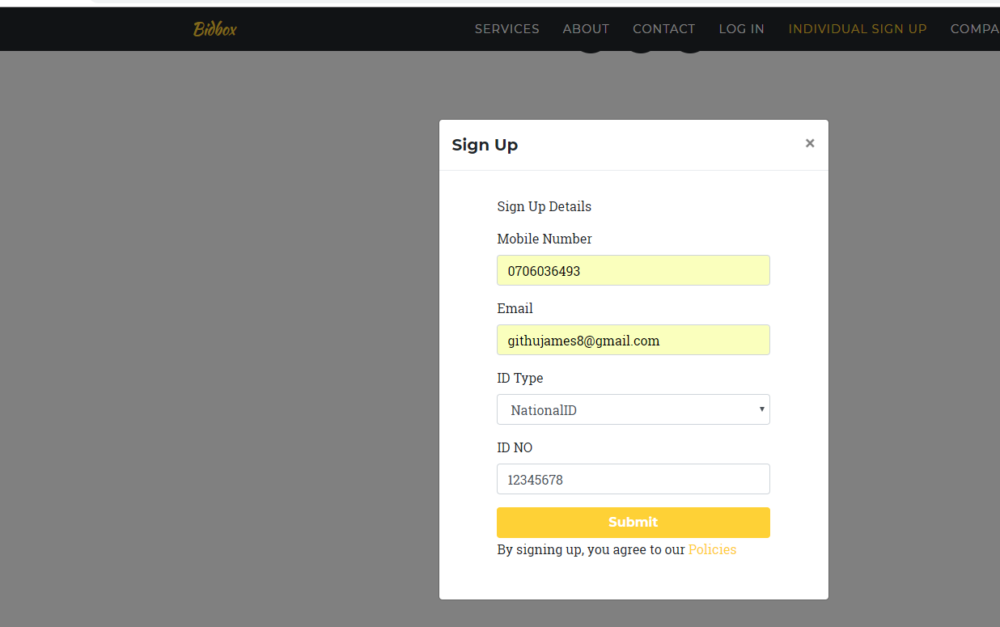 Bidbox SERVICES ABOUT CONTACT LOG IN INDIVIDUAL SIGN UP COMPA
Sign Up ×
Sign Up Details
Mobile Number
0706036493
Email
githujames8@gmail.com
ID Type
NationalID
ID NO
12345678
Submit
By signing up, you agree to our Policies